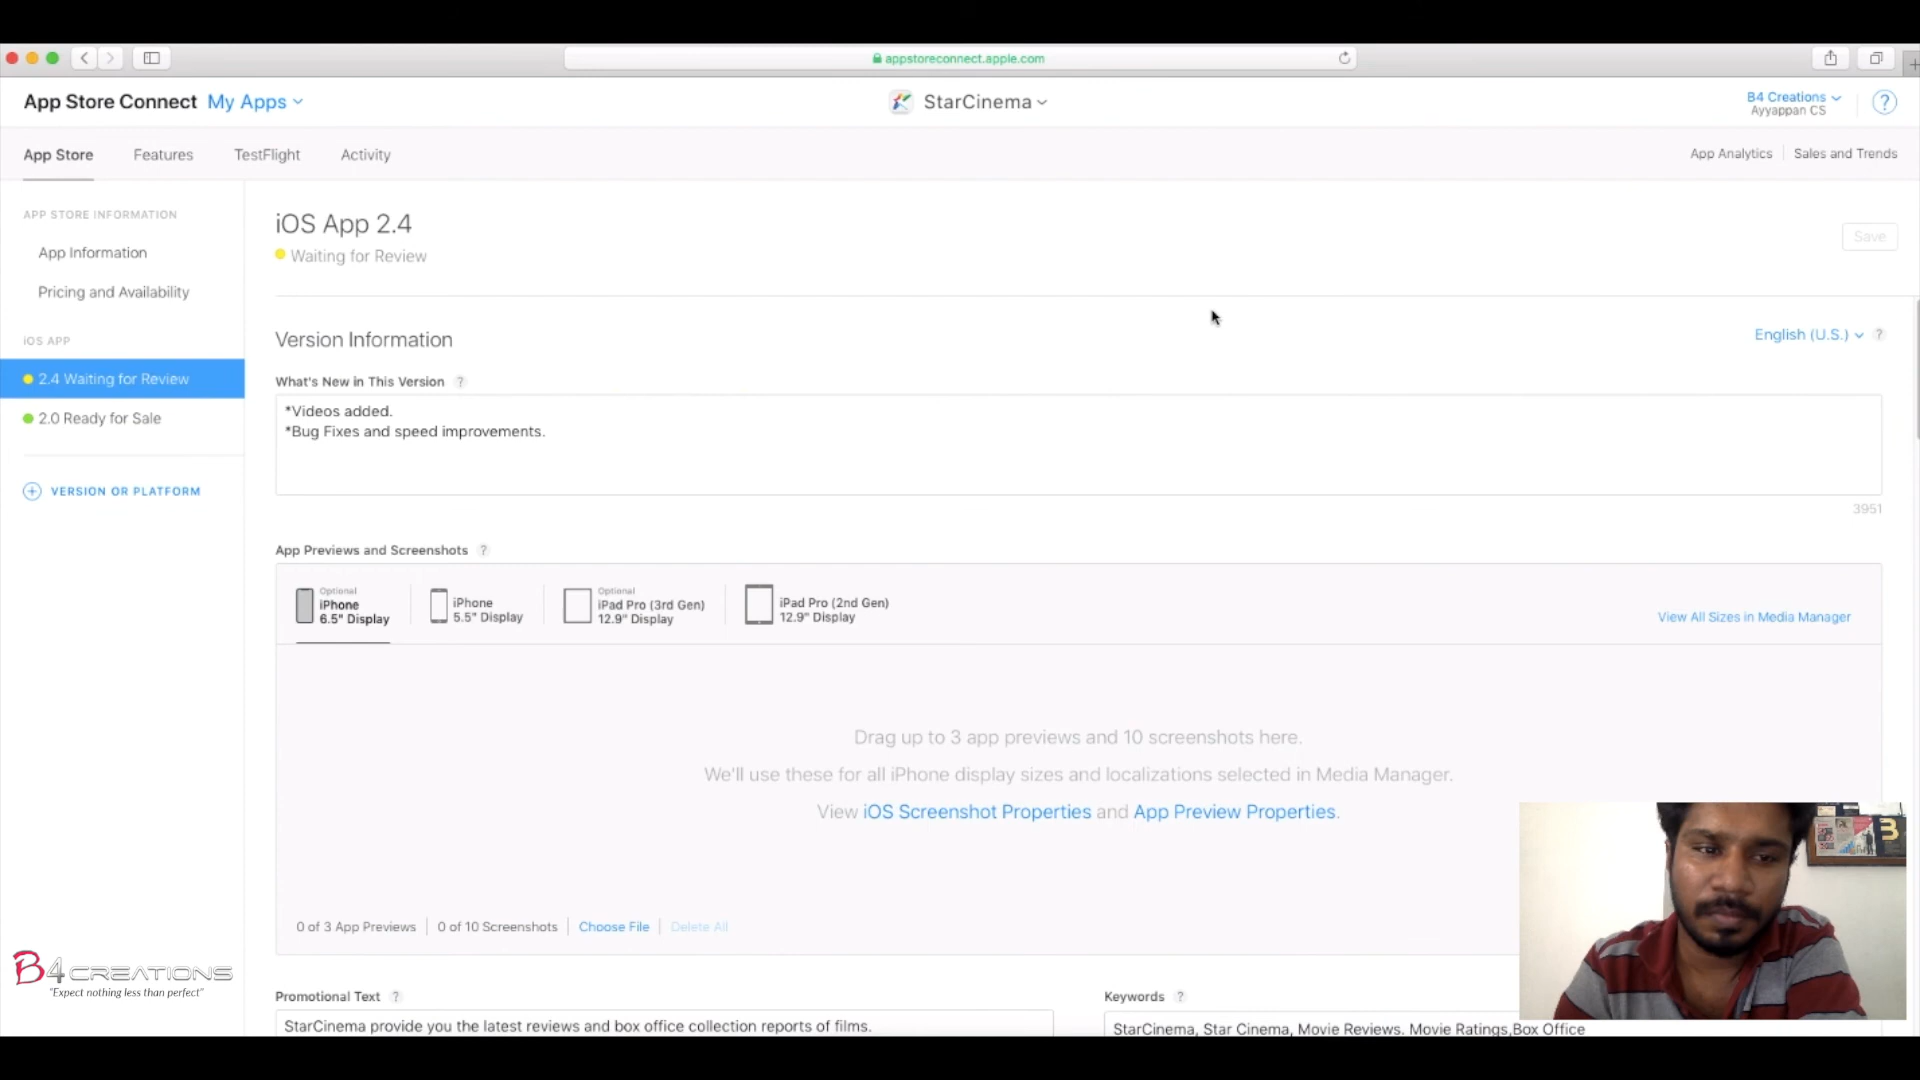 appstoreconnect.apple.com
App Store Connect My Apps
StarCinema
B4 Creations
Ayyappan CS
?
App Store Features TestFlight Activity
App Analytics Sales and Trends
APP STORE INFORMATION
App Information
Pricing and Availability
iOS APP
2.4 Waiting for Review
2.0 Ready for Sale
VERSION OR PLATFORM
iOS App 2.4
Waiting for Review
Save
Version Information
English (U.S.) ?
What's New in This Version ?
*Videos added.
*Bug Fixes and speed improvements.
3951
App Previews and Screenshots ?
Optional
iPhone
6.5" Display
iPhone
5.5" Display
Optional
iPad Pro (3rd Gen)
12.9" Display
iPad Pro (2nd Gen)
12.9" Display
View All Sizes in Media Manager
Drag up to 3 app previews and 10 screenshots here.
We'll use these for all iPhone display sizes and localizations selected in Media Manager.
View iOS Screenshot Properties and App Preview Properties.
0 of 3 App Previews 0 of 10 Screenshots Choose File Delete All
Promotional Text ?
StarCinema provide you the latest reviews and box office collection reports of films.
Keywords ?
StarCinema, Star Cinema, Movie Reviews. Movie Ratings,Box Office
B4CREATIONS
"Expect nothing less than perfect"